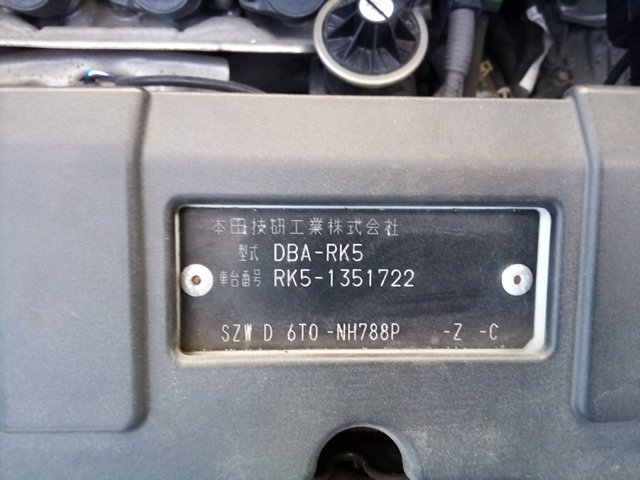 本田技研工業株式会社
型式 DBA-RK5
車台番号 RK5-1351722
SZW D 6T0 -NH788P -Z -C